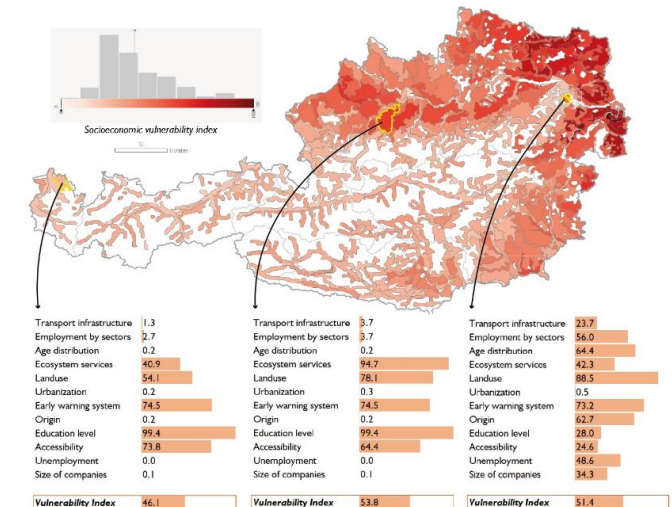 Socioeconomic vulnerability index
Transport infrastructure 1.3
Employment by sectors 2.7
Age distribution 0.2
Ecosystem services 40.9
Landuse 54.1
Urbanization 0.2
Early warning system 74.5
Origin 0.2
Education level 99.4
Accessibility 73.8
Unemployment 0.0
Size of companies 0.1
Vulnerability Index 46.1
Transport infrastructure 3.7
Employment by sectors 3.7
Age distribution 0.2
Ecosystem services 94.7
Landuse 78.1
Urbanization 0.3
Early warning system 74.5
Origin 0.2
Education level 99.4
Accessibility 64.4
Unemployment 0.0
Size of companies 0.1
Vulnerability Index 53.8
Transport infrastructure 23.7
Employment by sectors 56.0
Age distribution 64.4
Ecosystem services 42.3
Landuse 88.5
Urbanization 0.5
Early warning system 73.2
Origin 62.7
Education level 28.0
Accessibility 24.6
Unemployment 48.6
Size of companies 34.3
Vulnerability Index 51.4